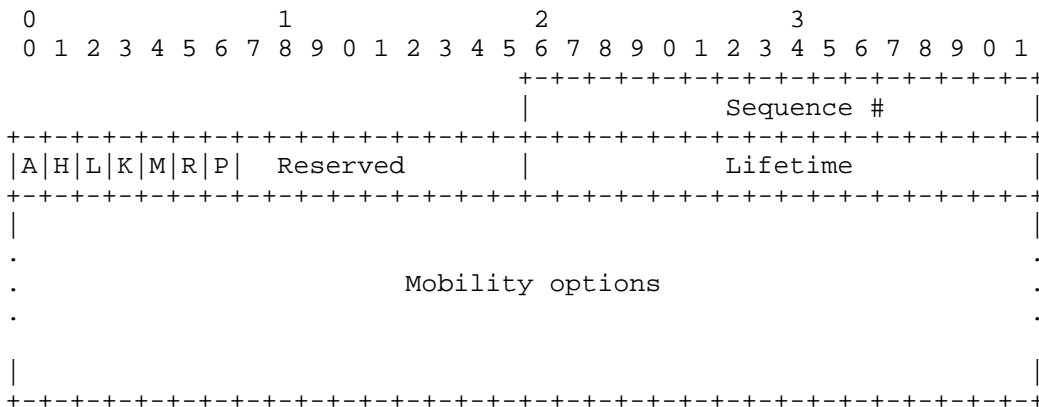 0 1 2 3
0 1 2 3 4 5 6 7 8 9 0 1 2 3 4 5 6 7 8 9 0 1 2 3 4 5 6 7 8 9 0 1
+-+-+-+-+-+-+-+-+-+-+-+-+-+-+-+-+
| Sequence # |
+-+-+-+-+-+-+-+-+-+-+-+-+-+-+-+-+-+-+-+-+-+-+-+-+-+-+-+-+-+-+-+-+
|A|H|L|K|M|R|P| Reserved | Lifetime |
+-+-+-+-+-+-+-+-+-+-+-+-+-+-+-+-+-+-+-+-+-+-+-+-+-+-+-+-+-+-+-+-+
| |
. .
. Mobility options .
. .
| |
+-+-+-+-+-+-+-+-+-+-+-+-+-+-+-+-+-+-+-+-+-+-+-+-+-+-+-+-+-+-+-+-+